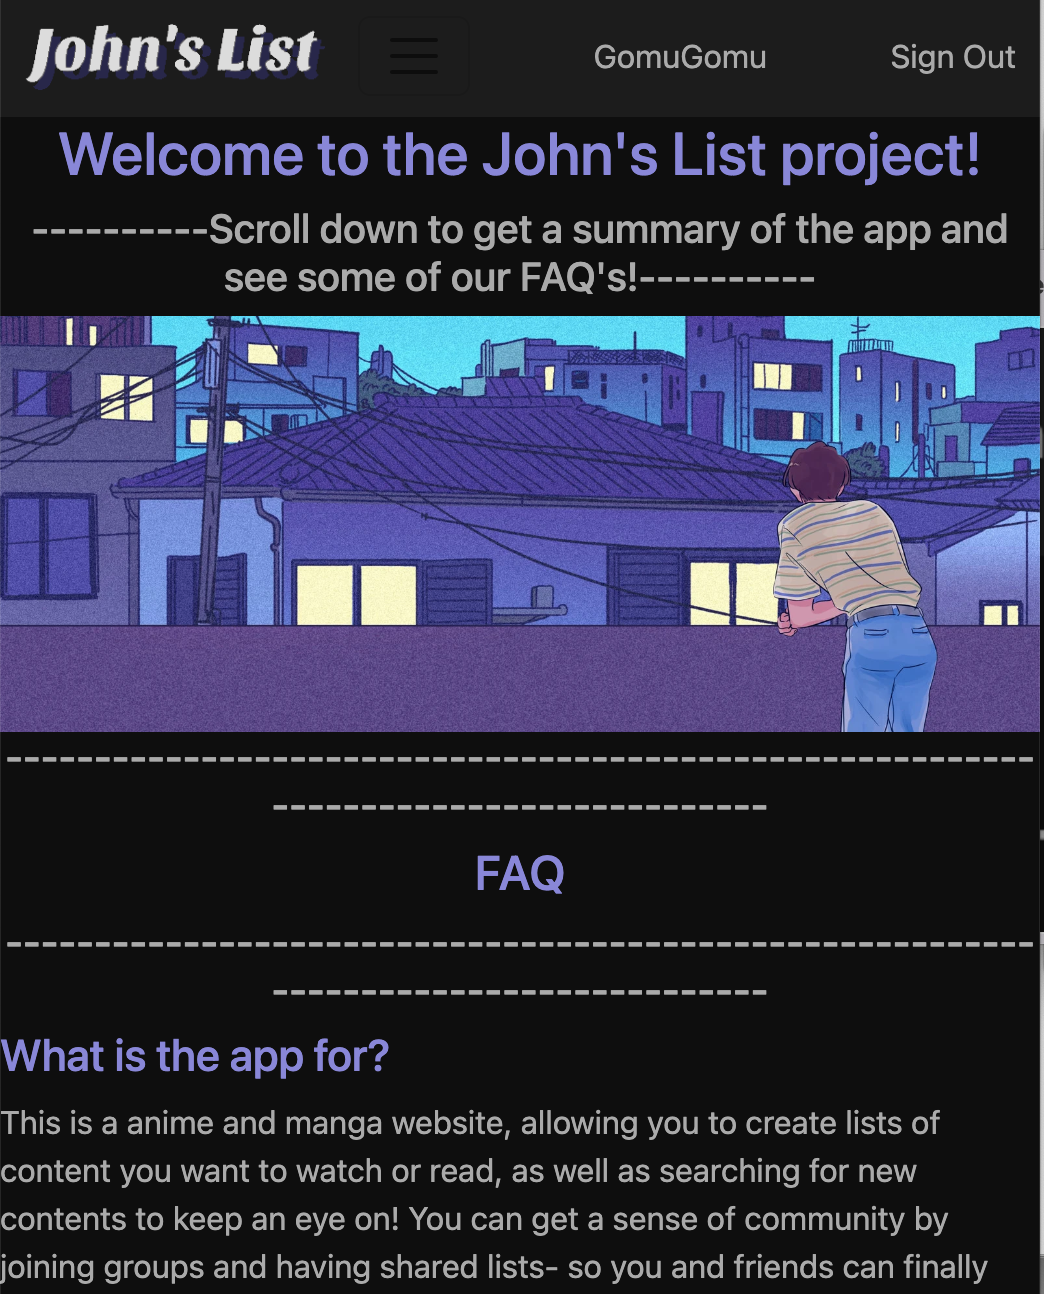 John's List
GomuGomu
Sign Out
Welcome to the John's List project!
----------Scroll down to get a summary of the app and
see some of our FAQ's!----------
----------------------------------------------------------
----------------------------
FAQ
----------------------------------------------------------
----------------------------
What is the app for?
This is a anime and manga website, allowing you to create lists of
content you want to watch or read, as well as searching for new
contents to keep an eye on! You can get a sense of community by
joining groups and having shared lists- so you and friends can finally